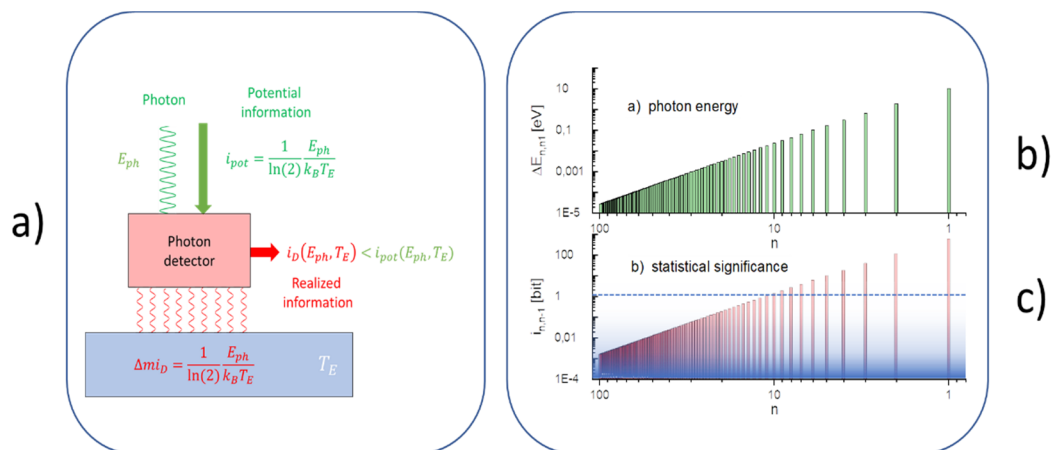 a)
Photon
Potential
information
E_ph
i_pot = 1/ln(2) E_ph/k_B T_E
Photon
detector
i_D(E_ph, T_E) < i_pot(E_ph, T_E)
Realized
information
Δmi_D = 1/ln(2) E_ph/k_B T_E
T_E
b)
a) photon energy
ΔE_n,n1 [eV]
10
0,1
0,001
1E-5
100
10
1
n
c)
b) statistical significance
i_n,n-1 [bit]
100
1
0,01
1E-4
100
10
1
n